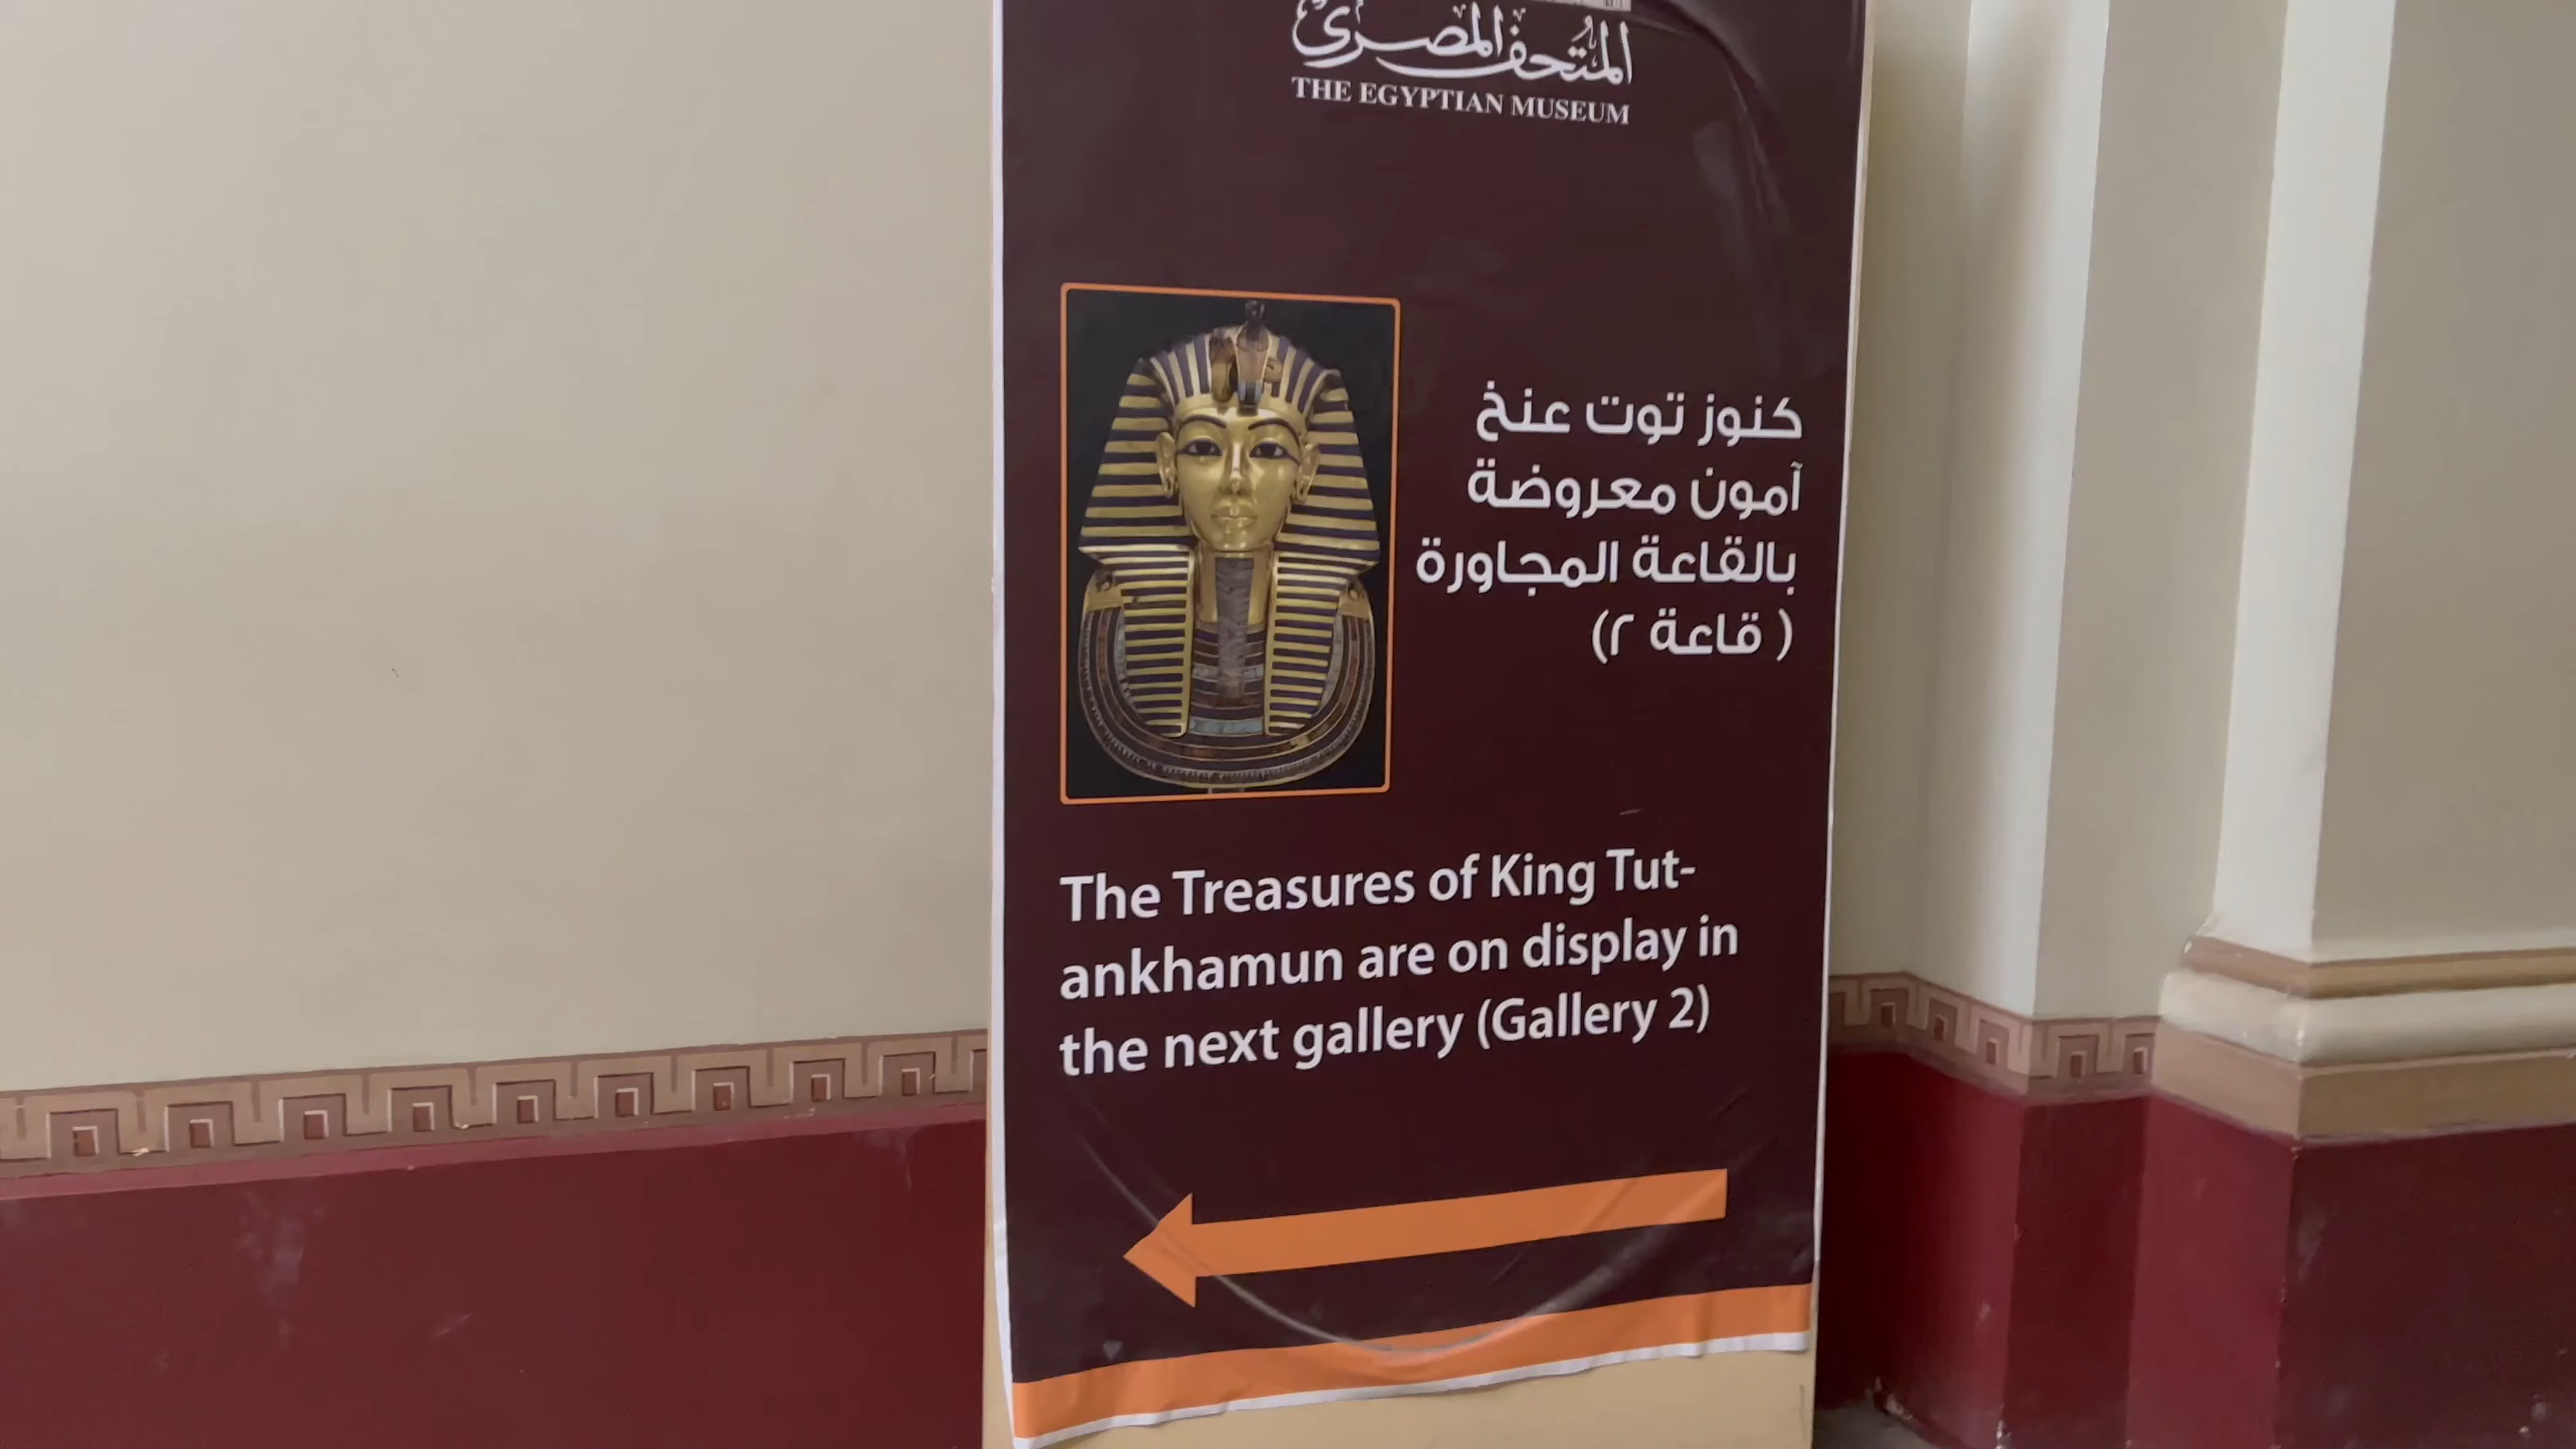 المتحف المصري
THE EGYPTIAN MUSEUM
كنوز توت عنخ
آمون معروضة
بالقاعة المجاورة
( قاعة ٢)
The Treasures of King Tut-
ankhamun are on display in
the next gallery (Gallery 2)